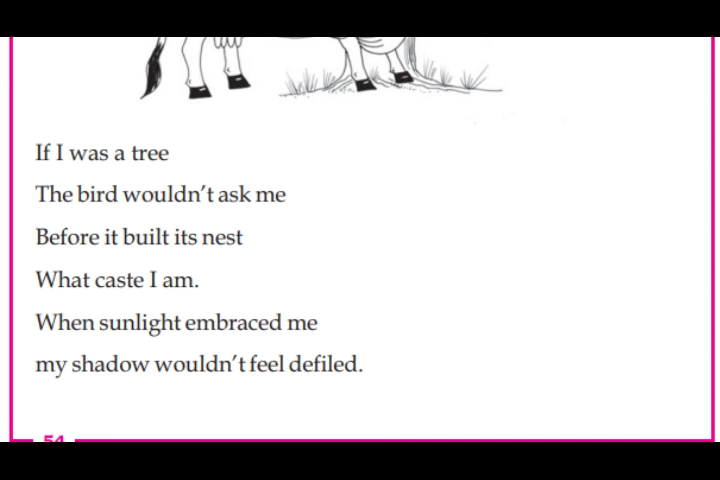 If I was a tree
The bird wouldn't ask me
Before it built its nest
What caste I am.
When sunlight embraced me
my shadow wouldn't feel defiled.
54